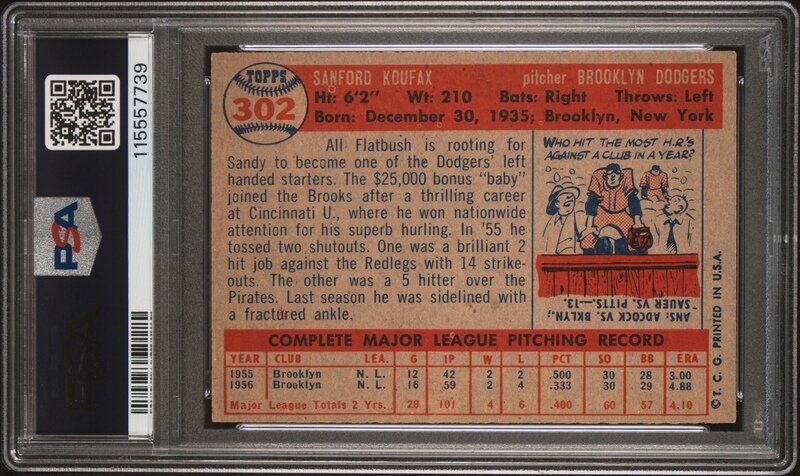 115557739
PSA
TOPPS
302
SANFORD KOUFAX pitcher BROOKLYN DODGERS
Ht: 6'2" Wt: 210 Bats: Right Throws: Left
Born: December 30, 1935; Brooklyn, New York
All Flatbush is rooting for
Sandy to become one of the Dodgers' left
handed starters. The $25,000 bonus "baby"
joined the Brooks after a thrilling career
at Cincinnati U., where he won nationwide
attention for his superb hurling. In '55 he
tossed two shutouts. One was a brilliant 2
hit job against the Redlegs with 14 strike-
outs. The other was a 5 hitter over the
Pirates. Last season he was sidelined with
a fractured ankle.
WHO HIT THE MOST H.R.'S
AGAINST A CLUB IN A YEAR?
ANS: ADCOCK VS. BKLYN.,
SAUER VS. PITTS.—13.
COMPLETE MAJOR LEAGUE PITCHING RECORD
YEAR CLUB LEA. G IP W L PCT SO BB ERA
1955 Brooklyn N. L. 12 42 2 2 .500 30 28 3.00
1956 Brooklyn N. L. 16 59 2 4 .333 30 29 4.88
Major League Totals 2 Yrs. 28 101 4 6 .400 60 57 4.10
© T. C. G. PRINTED IN U.S.A.